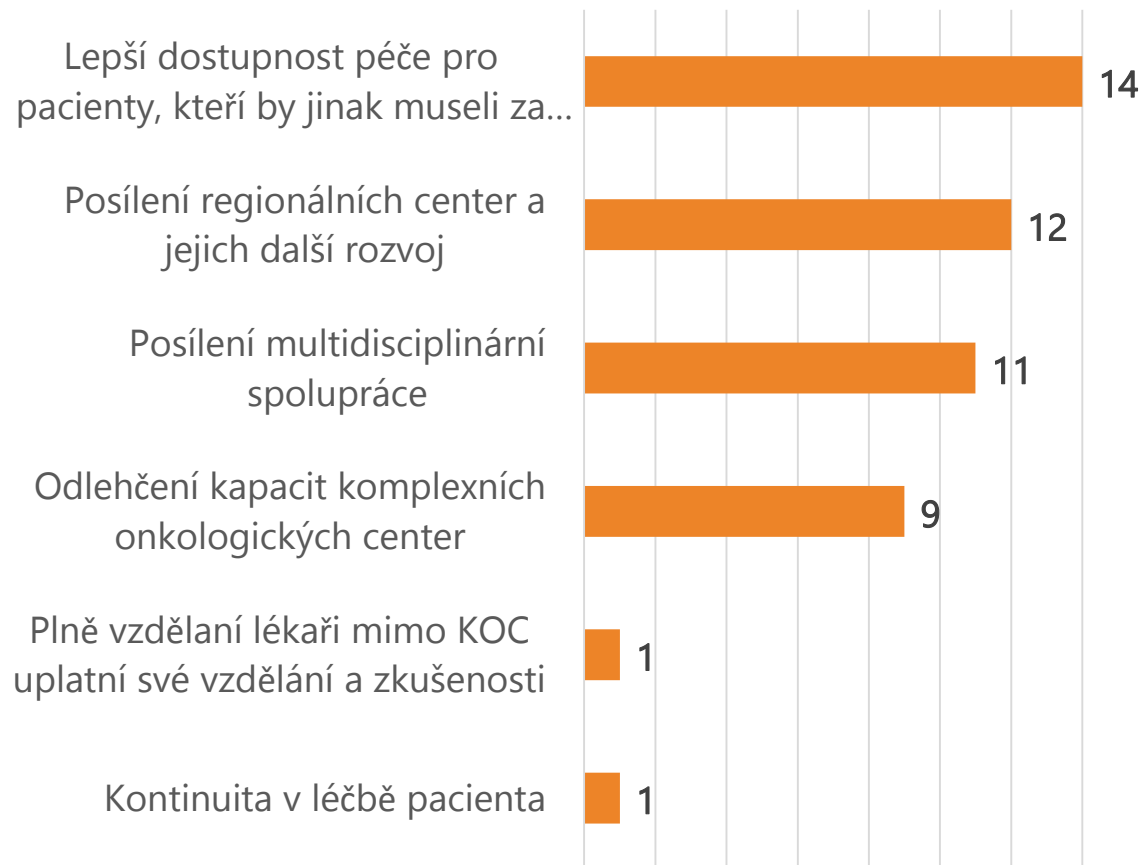 Lepší dostupnost péče pro
pacienty, kteří by jinak museli za...
14
Posílení regionálních center a
jejich další rozvoj
12
Posílení multidisciplinární
spolupráce
11
Odlehčení kapacit komplexních
onkologických center
9
Plně vzdělaní lékaři mimo KOC
uplatní své vzdělání a zkušenosti
1
Kontinuita v léčbě pacienta
1